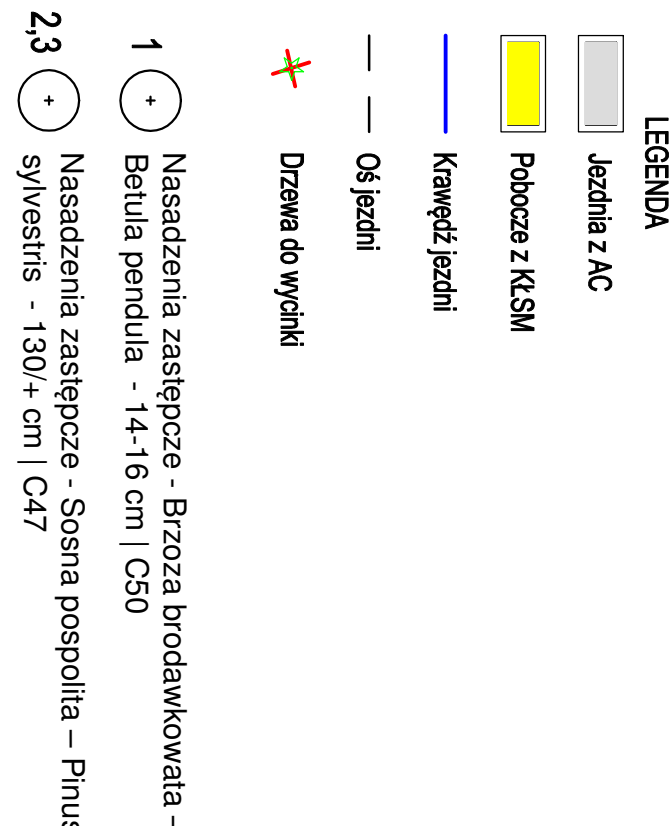 LEGENDA
Jezdnia z AC
Pobocze z KŁSM
Krawędź jezdni
Oś jezdni
Drzewa do wycinki
1 Nasadzenia zastępcze - Brzoza brodawkowata –
Betula pendula - 14-16 cm | C50
2,3 Nasadzenia zastępcze - Sosna pospolita – Pinus
sylvestris - 130/+ cm | C47